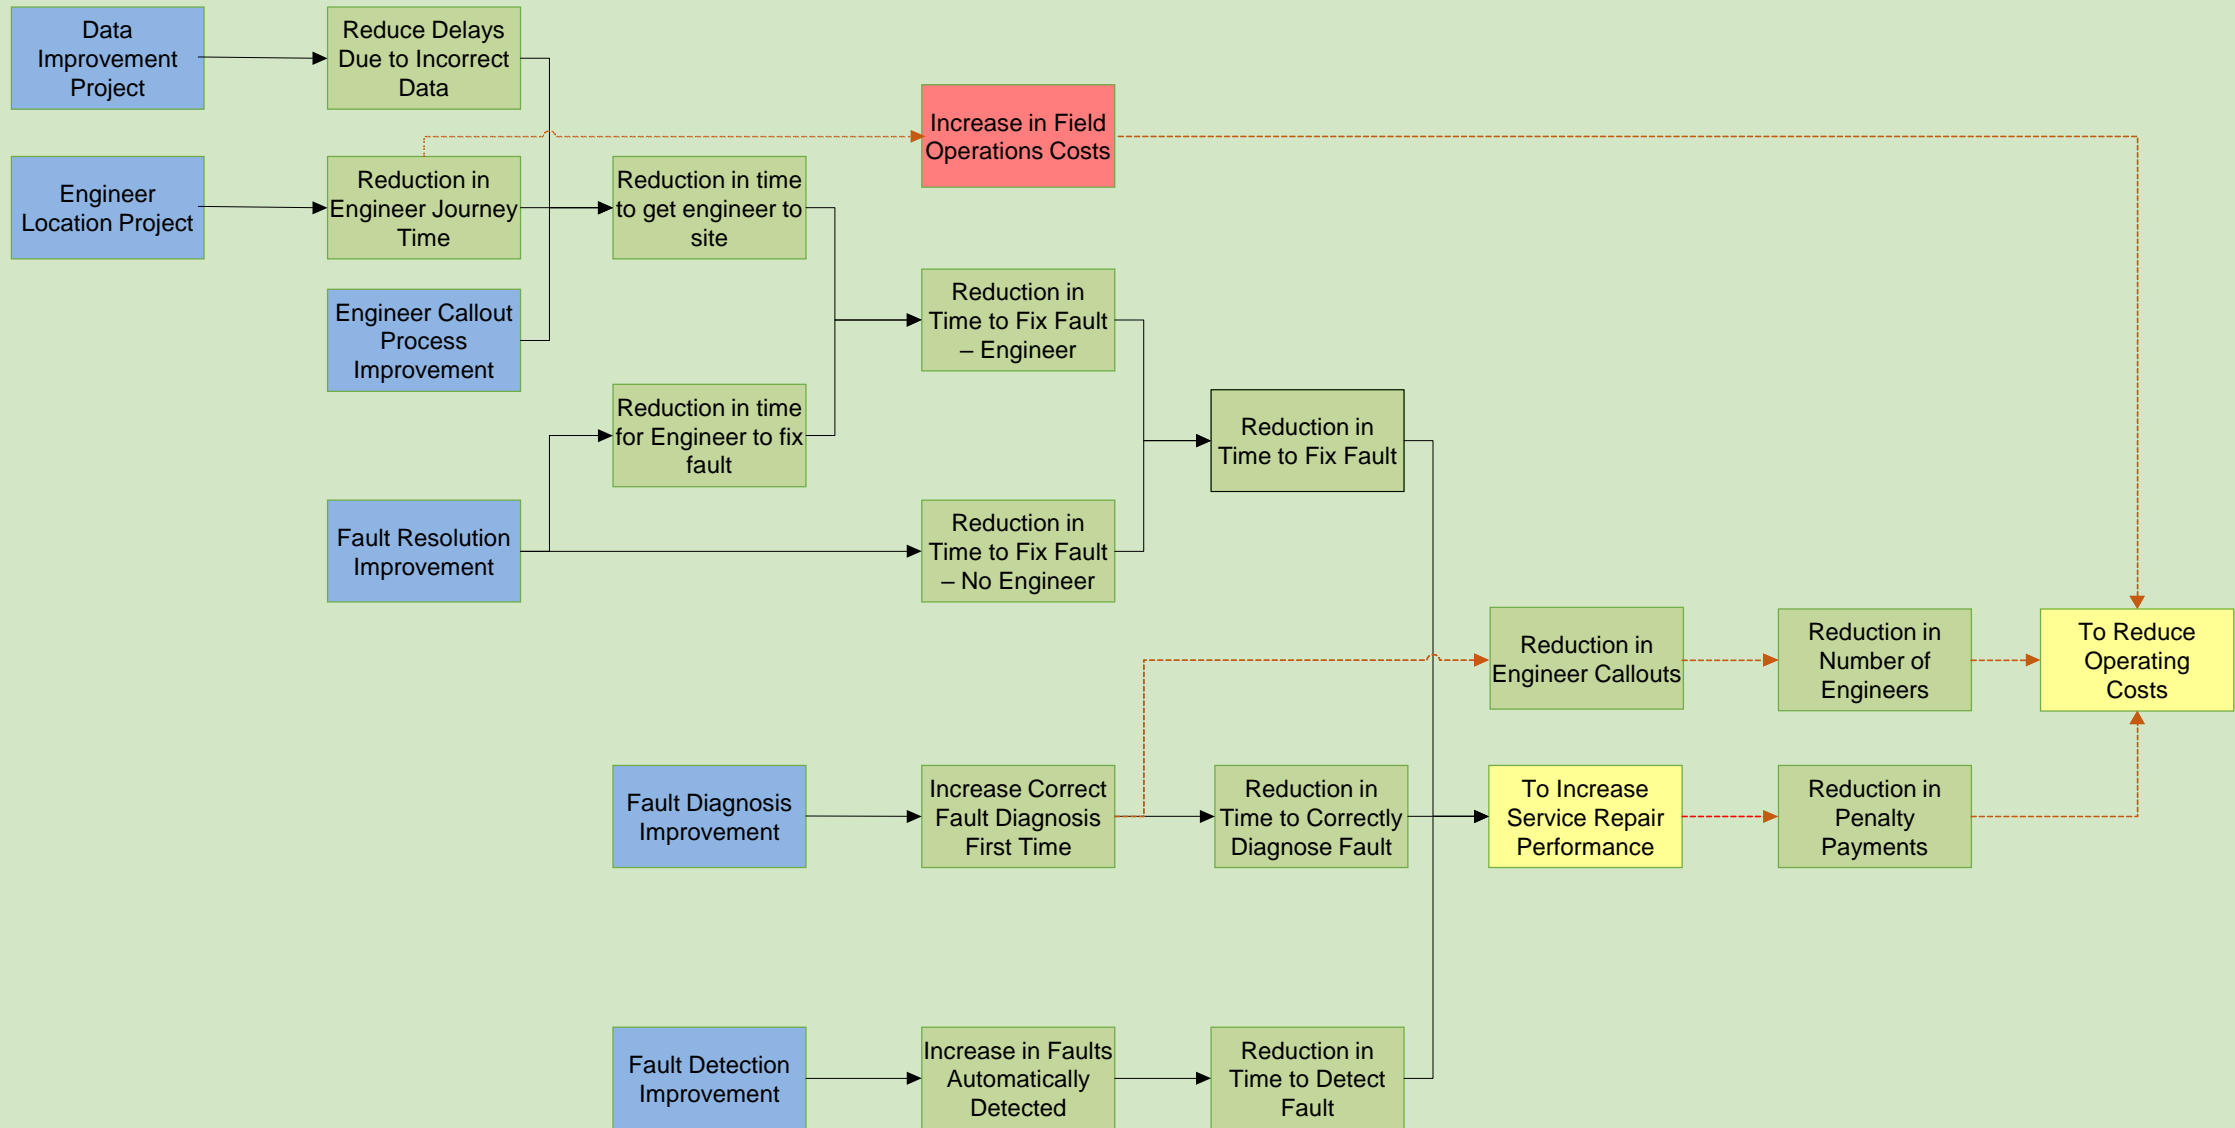 Data
Improvement
Project
Reduce Delays
Due to Incorrect
Data
Increase in Field
Operations Costs
Engineer
Location Project
Reduction in
Engineer Journey
Time
Reduction in time
to get engineer to
site
Engineer Callout
Process
Improvement
Reduction in
Time to Fix Fault
– Engineer
Reduction in time
for Engineer to fix
fault
Reduction in
Time to Fix Fault
Fault Resolution
Improvement
Reduction in
Time to Fix Fault
– No Engineer
Reduction in
Engineer Callouts
Reduction in
Number of
Engineers
To Reduce
Operating
Costs
Fault Diagnosis
Improvement
Increase Correct
Fault Diagnosis
First Time
Reduction in
Time to Correctly
Diagnose Fault
To Increase
Service Repair
Performance
Reduction in
Penalty
Payments
Fault Detection
Improvement
Increase in Faults
Automatically
Detected
Reduction in
Time to Detect
Fault